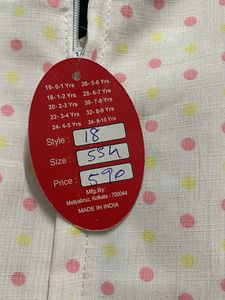 16- 0-1 Yrs 26- 5-6 Yrs
18- 1-2 Yrs 28- 6-7 Yrs
20- 2-3 Yrs 30- 7-8 Yrs
22- 3-4 Yrs 32- 8-9 Yrs
24- 4-5 Yrs 34- 9-10 Yrs
Style : 18
Size : 554
Price : 590
Mfg.By:
Metiyabruz, Kolkata - 700044
MADE IN INDIA